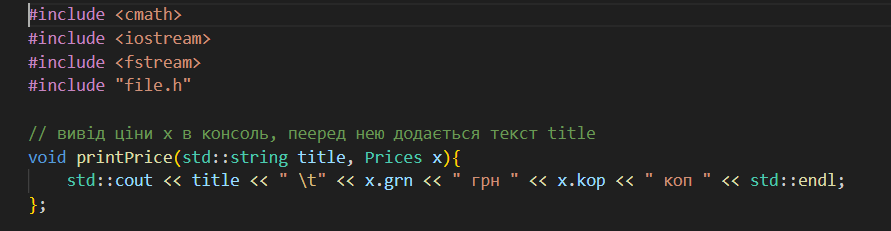 #include <cmath>
#include <iostream>
#include <fstream>
#include "file.h"
// вивід ціни x в консоль, пееред нею додається текст title
void printPrice(std::string title, Prices x){
std::cout << title << " \t"<< x.grn << " грн " << x.kop << " коп " << std::endl;
};